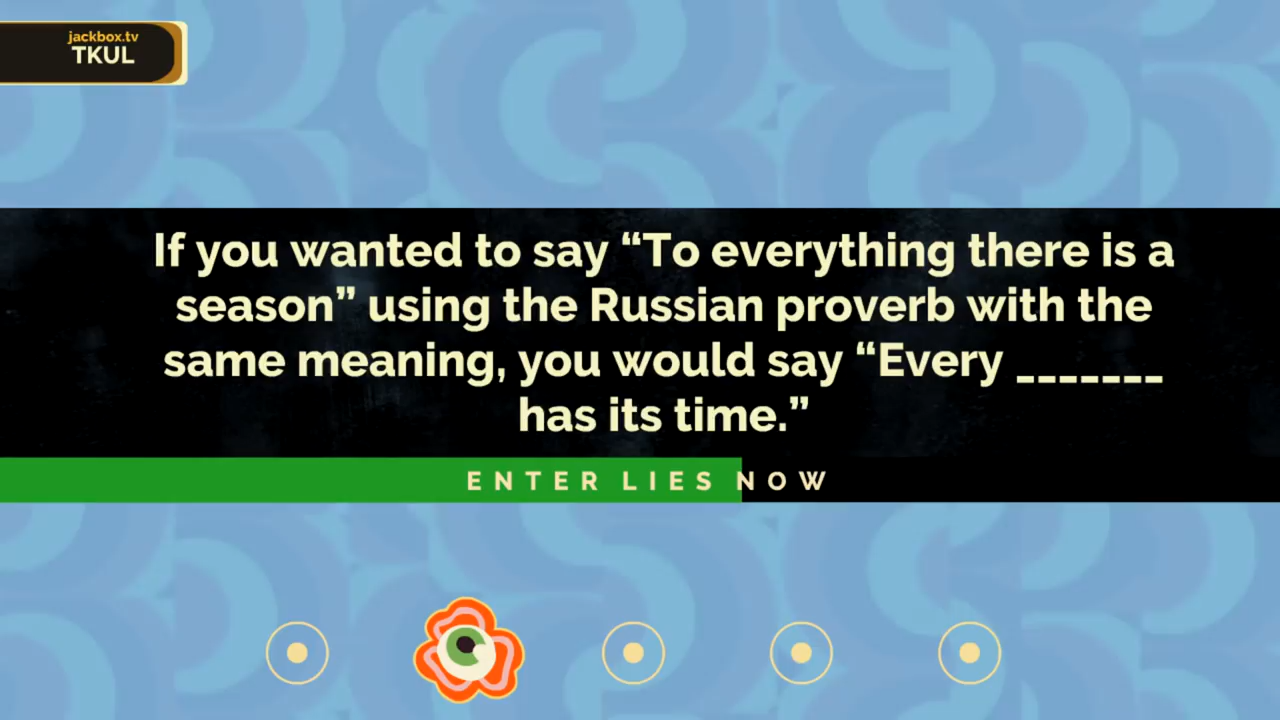 jackbox.tv
TKUL
If you wanted to say “To everything there is a
season” using the Russian proverb with the
same meaning, you would say “Every _______
has its time.”
ENTER LIES NOW